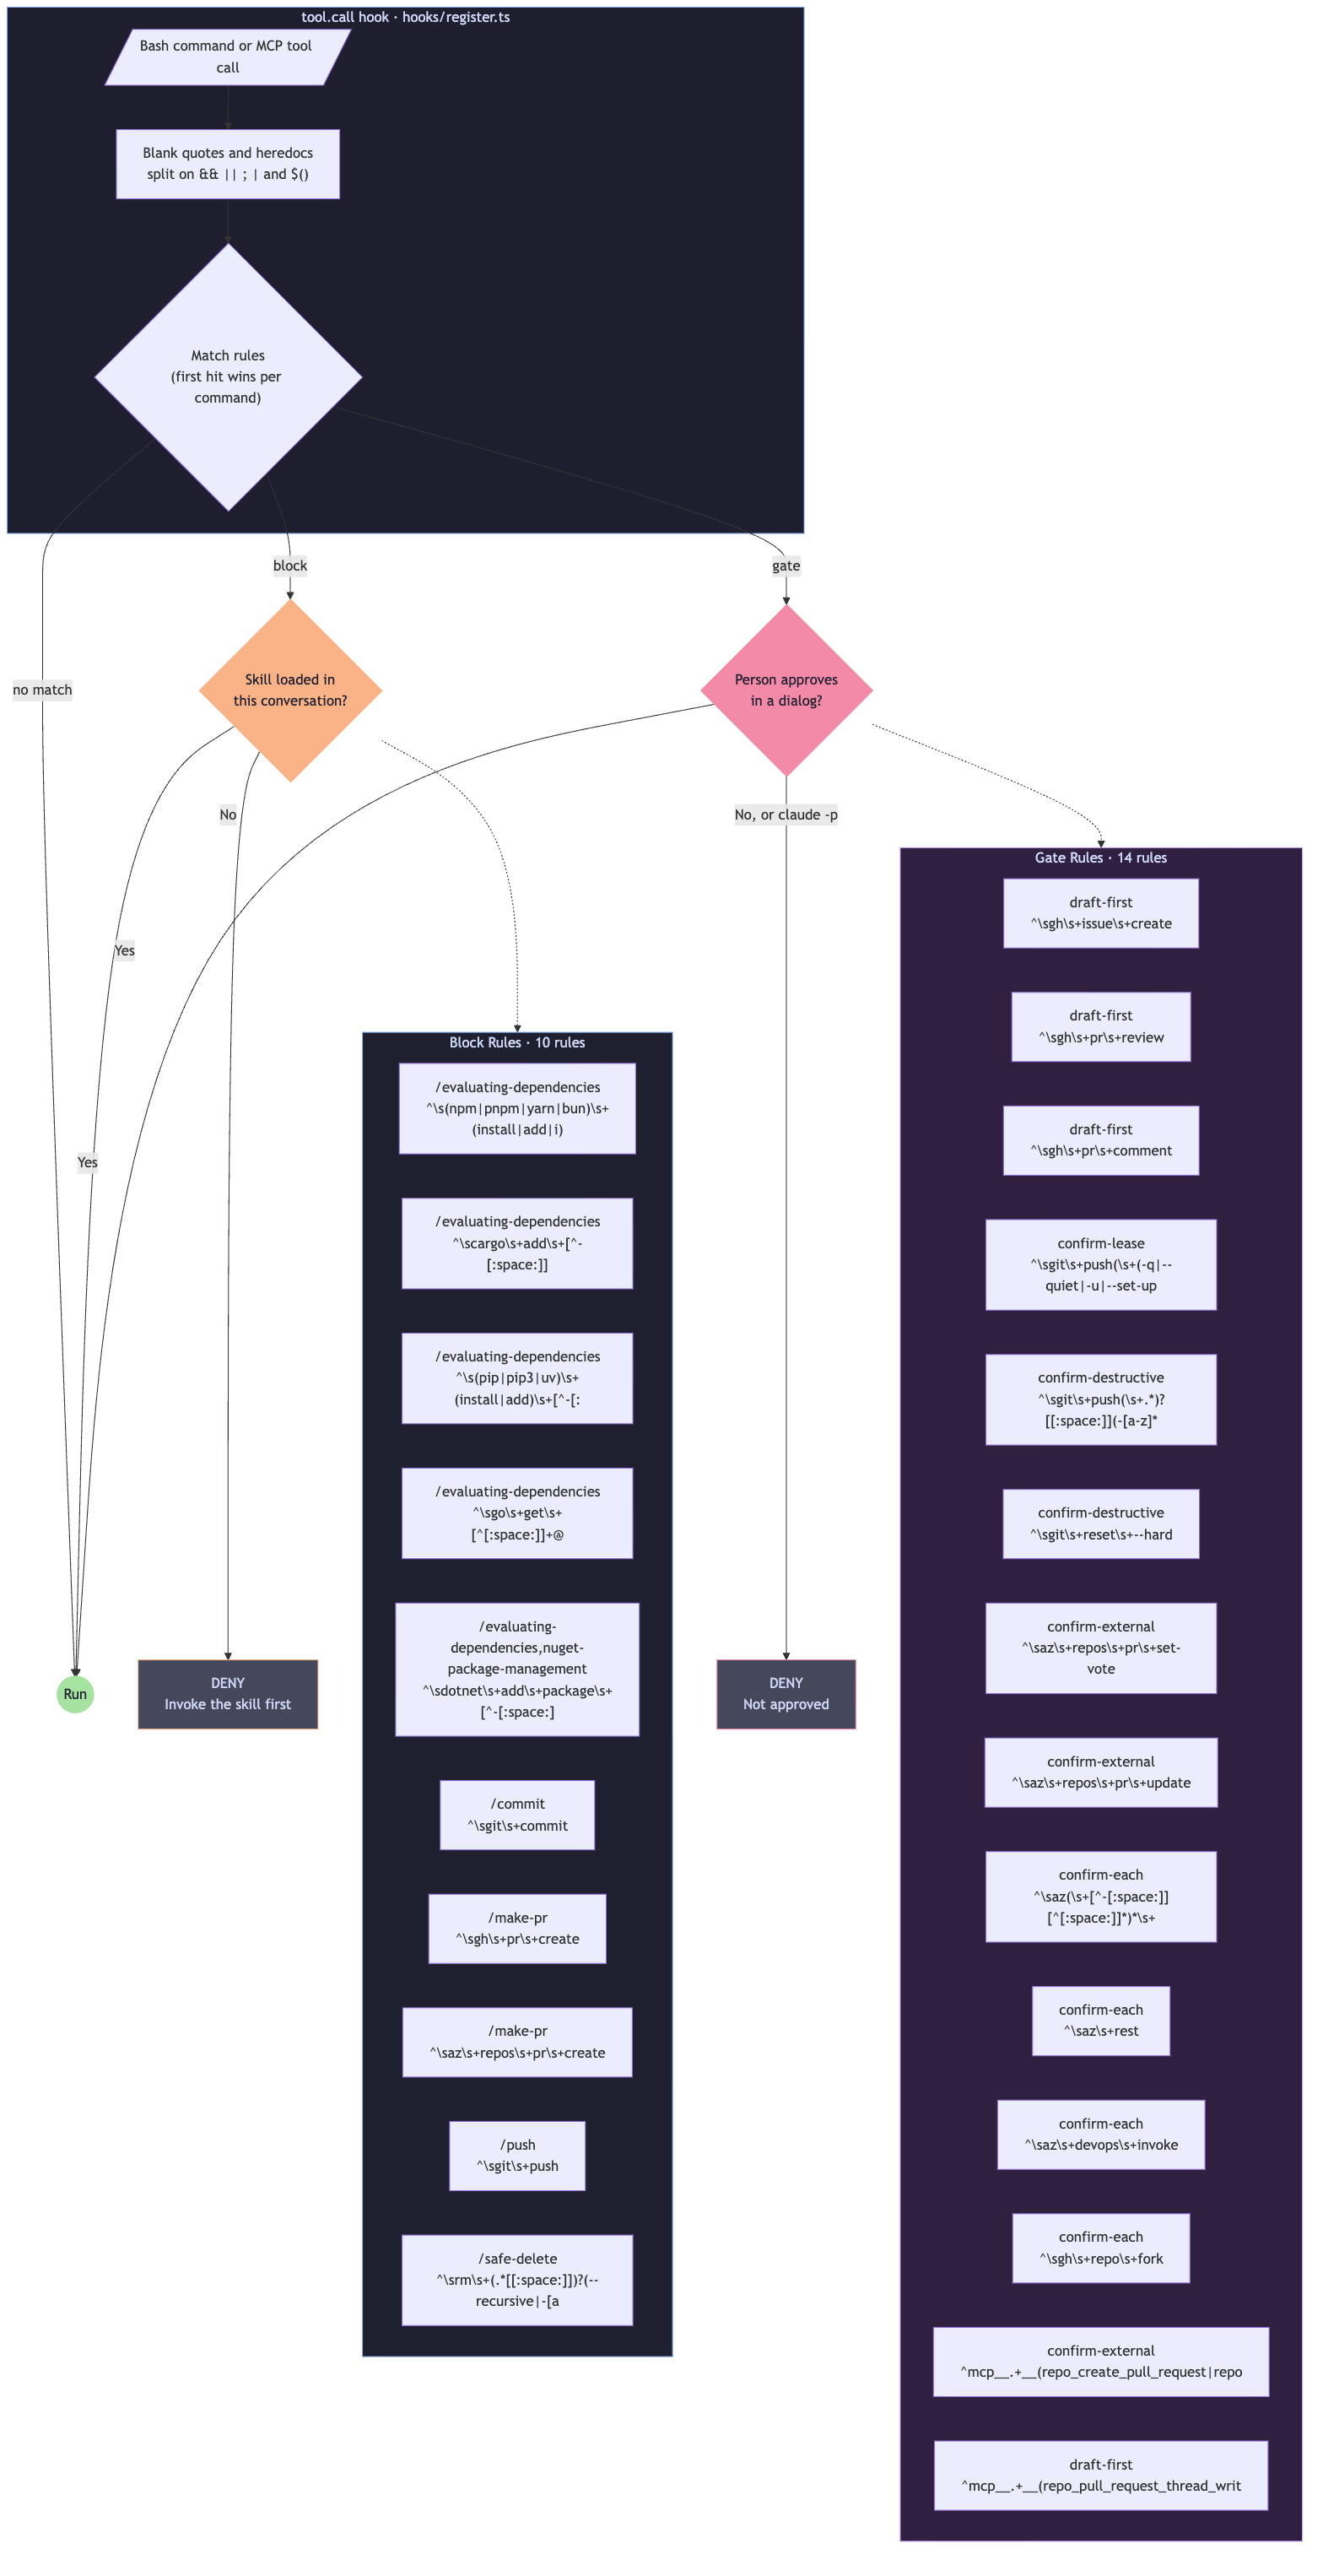 tool.call hook · hooks/register.ts
Bash command or MCP tool
call
Blank quotes and heredocs
split on && || ; | and $()
Match rules
(first hit wins per
command)
no match
block
gate
Skill loaded in
this conversation?
Person approves
in a dialog?
No
No, or claude -p
Yes
Yes
Run
DENY
Invoke the skill first
DENY
Not approved
Block Rules · 10 rules
/evaluating-dependencies
^\s(npm|pnpm|yarn|bun)\s+
(install|add|i)
/evaluating-dependencies
^\scargo\s+add\s+[^-
[:space:]]
/evaluating-dependencies
^\s(pip|pip3|uv)\s+
(install|add)\s+[^-[:
/evaluating-dependencies
^\sgo\s+get\s+
[^[:space:]]+@
/evaluating-
dependencies,nuget-
package-management
^\sdotnet\s+add\s+package\s+
[^-[:space:]
/commit
^\sgit\s+commit
/make-pr
^\sgh\s+pr\s+create
/make-pr
^\saz\s+repos\s+pr\s+create
/push
^\sgit\s+push
/safe-delete
^\srm\s+(.*[[:space:]])?(--
recursive|-[a
Gate Rules · 14 rules
draft-first
^\sgh\s+issue\s+create
draft-first
^\sgh\s+pr\s+review
draft-first
^\sgh\s+pr\s+comment
confirm-lease
^\sgit\s+push(\s+(-q|--
quiet|-u|--set-up
confirm-destructive
^\sgit\s+push(\s+.*)?
[[:space:]](-[a-z]*
confirm-destructive
^\sgit\s+reset\s+--hard
confirm-external
^\saz\s+repos\s+pr\s+set-
vote
confirm-external
^\saz\s+repos\s+pr\s+update
confirm-each
^\saz(\s+[^-[:space:]]
[^[:space:]]*)*\s+
confirm-each
^\saz\s+rest
confirm-each
^\saz\s+devops\s+invoke
confirm-each
^\sgh\s+repo\s+fork
confirm-external
^mcp__.+__(repo_create_pull_request|repo
draft-first
^mcp__.+__(repo_pull_request_thread_writ